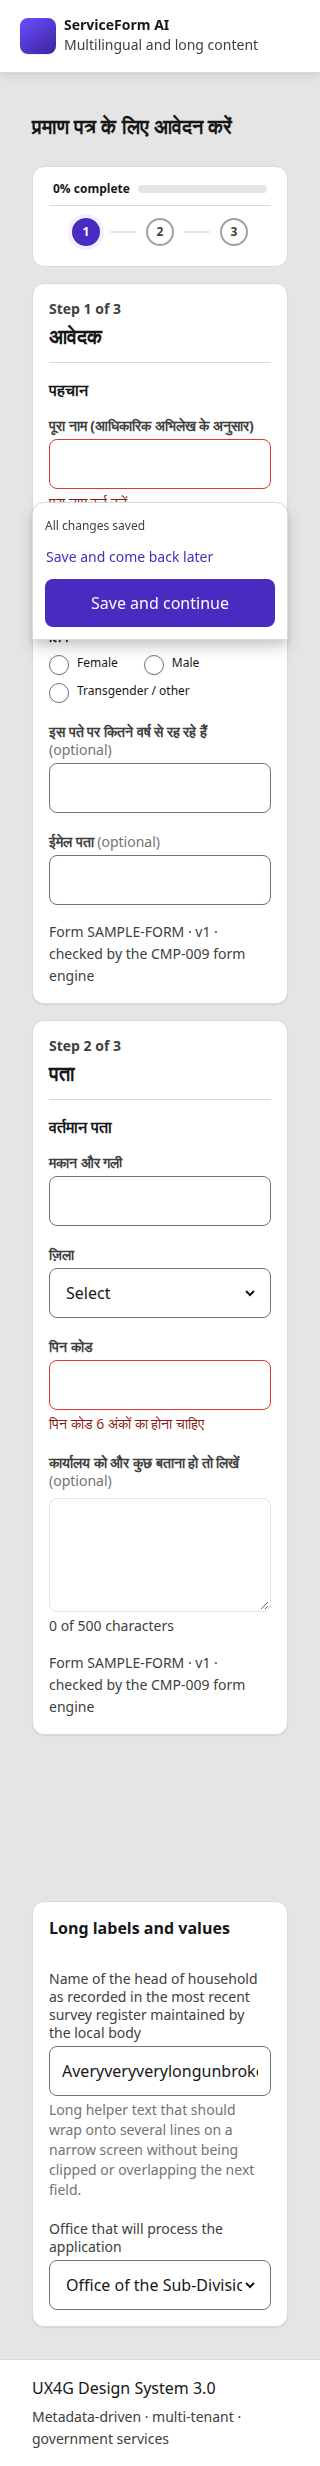 ServiceForm AI
Multilingual and long content
प्रमाण पत्र के लिए आवेदन करें
0% complete
1 2 3
Step 1 of 3
आवेदक
पहचान
पूरा नाम (आधिकारिक अभिलेख के अनुसार)
All changes saved
Save and come back later
Save and continue
Female Male
Transgender / other
इस पते पर कितने वर्ष से रह रहे हैं
(optional)
ईमेल पता (optional)
Form SAMPLE-FORM · v1 ·
checked by the CMP-009 form
engine
Step 2 of 3
पता
वर्तमान पता
मकान और गली
ज़िला
Select
पिन कोड
पिन कोड 6 अंकों का होना चाहिए
कार्यालय को और कुछ बताना हो तो लिखें
(optional)
0 of 500 characters
Form SAMPLE-FORM · v1 ·
checked by the CMP-009 form
engine
Long labels and values
Name of the head of household
as recorded in the most recent
survey register maintained by
the local body
Averyveryverylongunbroke
Long helper text that should
wrap onto several lines on a
narrow screen without being
clipped or overlapping the next
field.
Office that will process the
application
Office of the Sub-Divisic
UX4G Design System 3.0
Metadata-driven · multi-tenant ·
government services